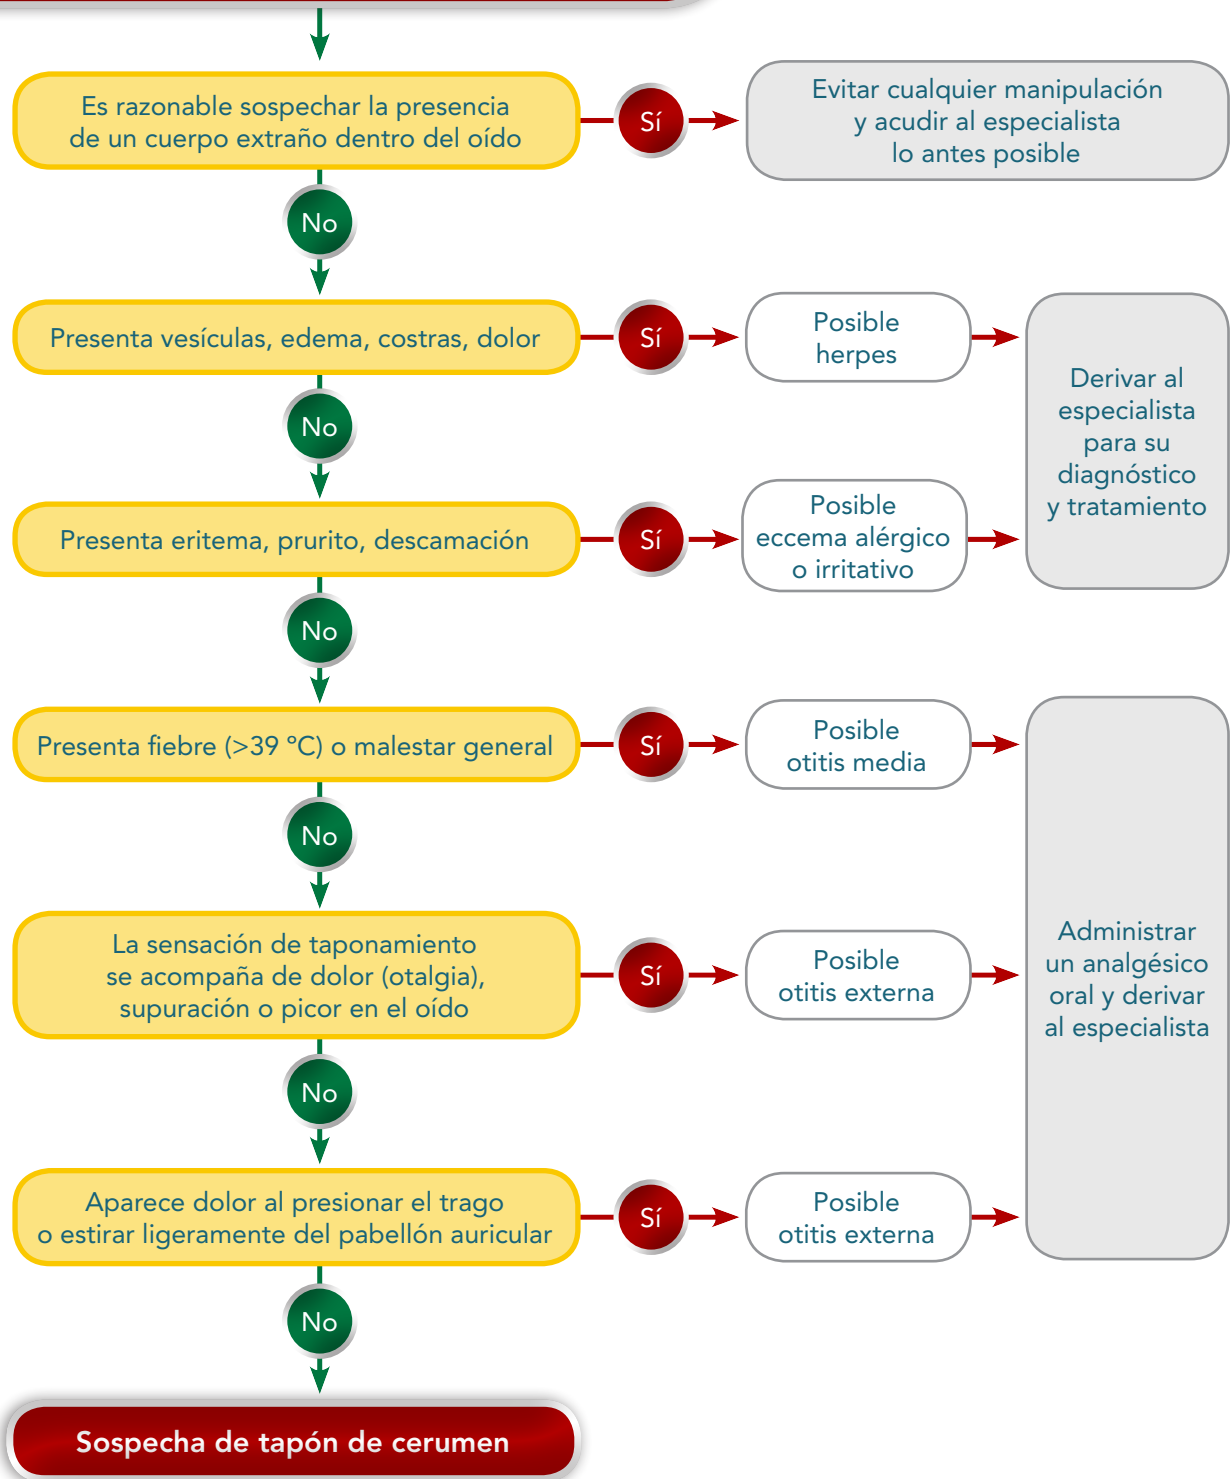 Es razonable sospechar la presencia
de un cuerpo extraño dentro del oído
Sí
Evitar cualquier manipulación
y acudir al especialista
lo antes posible
No
Presenta vesículas, edema, costras, dolor
Sí
Posible
herpes
Derivar al
especialista
para su
diagnóstico
y tratamiento
No
Presenta eritema, prurito, descamación
Sí
Posible
eccema alérgico
o irritativo
No
Presenta fiebre (>39 ºC) o malestar general
Sí
Posible
otitis media
Administrar
un analgésico
oral y derivar
al especialista
No
La sensación de taponamiento
se acompaña de dolor (otalgia),
supuración o picor en el oído
Sí
Posible
otitis externa
No
Aparece dolor al presionar el trago
o estirar ligeramente del pabellón auricular
Sí
Posible
otitis externa
No
Sospecha de tapón de cerumen